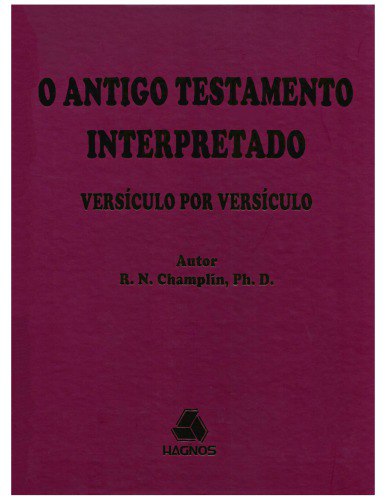 O ANTIGO TESTAMENTO
INTERPRETADO
VERSÍCULO POR VERSÍCULO
Autor
R. N. Champlin, Ph. D.
HAGNOS